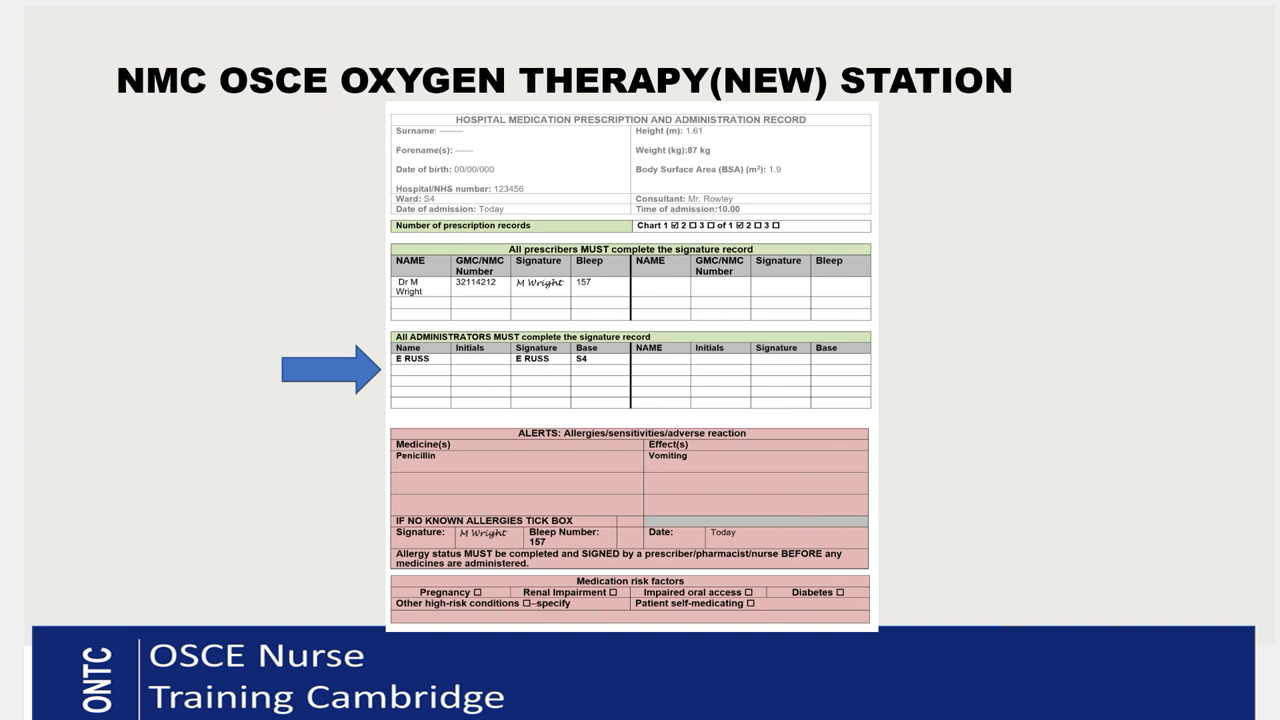 NMC OSCE OXYGEN THERAPY(NEW) STATION
HOSPITAL MEDICATION PRESCRIPTION AND ADMINISTRATION RECORD
Surname: -------- Height (m): 1.61
Forename(s): ------ Weight (kg):87 kg
Date of birth: 00/00/000 Body Surface Area (BSA) (m²): 1.9
Hospital/NHS number: 123456
Ward: S4 Consultant: Mr. Rowley
Date of admission: Today Time of admission:10.00
Number of prescription records Chart 1 ☑ 2 ☐ 3 ☐ of 1 ☑ 2 ☐ 3 ☐
All prescribers MUST complete the signature record
NAME GMC/NMC Number Signature Bleep NAME GMC/NMC Number Signature Bleep
Dr M Wright 32114212 M Wright 157
All ADMINISTRATORS MUST complete the signature record
Name Initials Signature Base NAME Initials Signature Base
E RUSS E RUSS S4
ALERTS: Allergies/sensitivities/adverse reaction
Medicine(s) Effect(s)
Penicillin Vomiting
IF NO KNOWN ALLERGIES TICK BOX
Signature: M Wright Bleep Number: 157 Date: Today
Allergy status MUST be completed and SIGNED by a prescriber/pharmacist/nurse BEFORE any
medicines are administered.
Medication risk factors
Pregnancy ☐ Renal Impairment ☐ Impaired oral access ☐ Diabetes ☐
Other high-risk conditions ☐–specify Patient self-medicating ☐
ONTC
OSCE Nurse
Training Cambridge